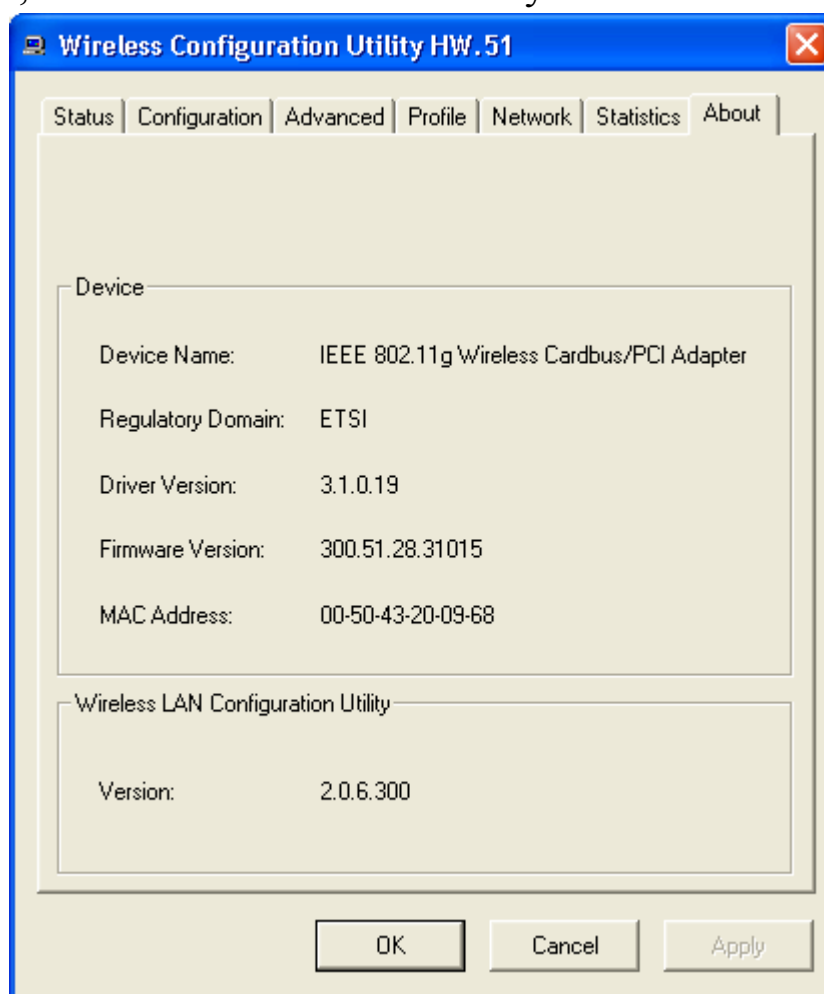 Wireless Configuration Utility HW.51
Status Configuration Advanced Profile Network Statistics About
Device
Device Name: IEEE 802.11g Wireless Cardbus/PCI Adapter
Regulatory Domain: ETSI
Driver Version: 3.1.0.19
Firmware Version: 300.51.28.31015
MAC Address: 00-50-43-20-09-68
Wireless LAN Configuration Utility
Version: 2.0.6.300
OK Cancel Apply